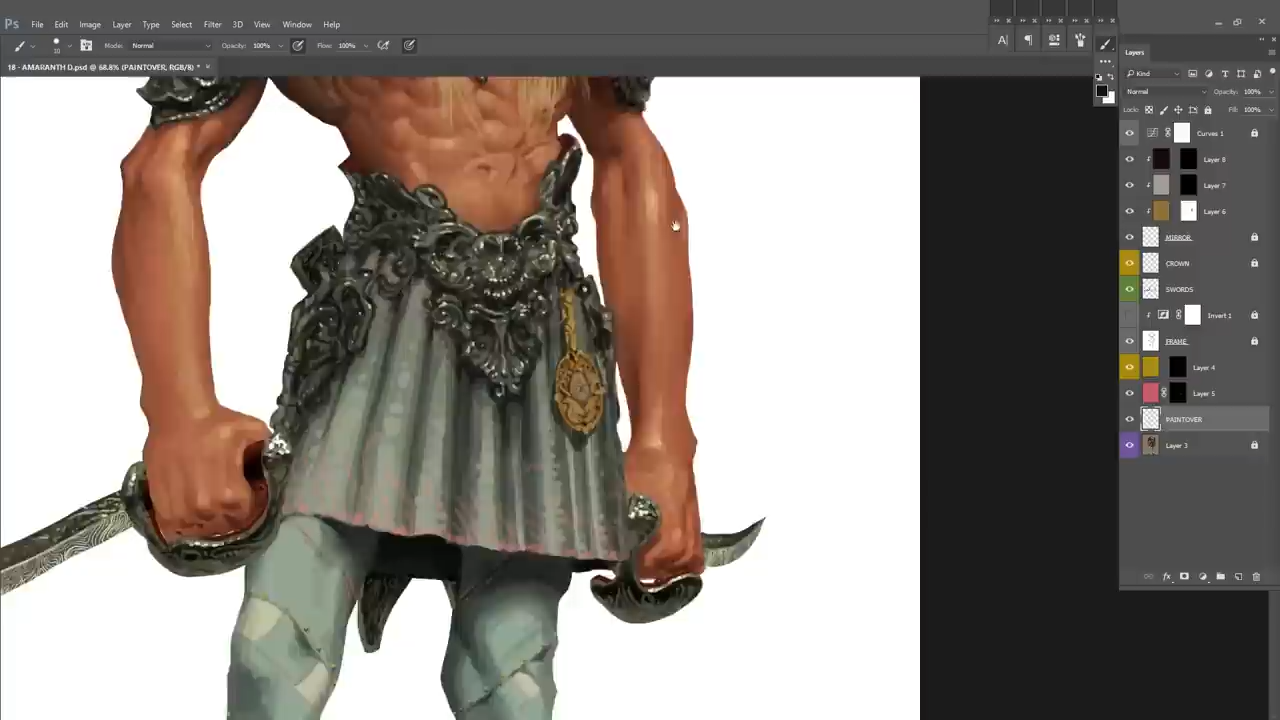 Ps File Edit Image Layer Type Select Filter 3D View Window Help
10 Mode: Normal Opacity: 100% Flow: 100%
18 - AMARANTH D.psd @ 68.8% (PAINTOVER, RGB/8) * ×
A| ¶
Layers
Kind
Normal Opacity: 100%
Lock: Fill: 100%
Curves 1
Layer 8
Layer 7
Layer 6
MIRROR
CROWN
SWORDS
Invert 1
FRAME
Layer 4
Layer 5
PAINTOVER
Layer 3
fx